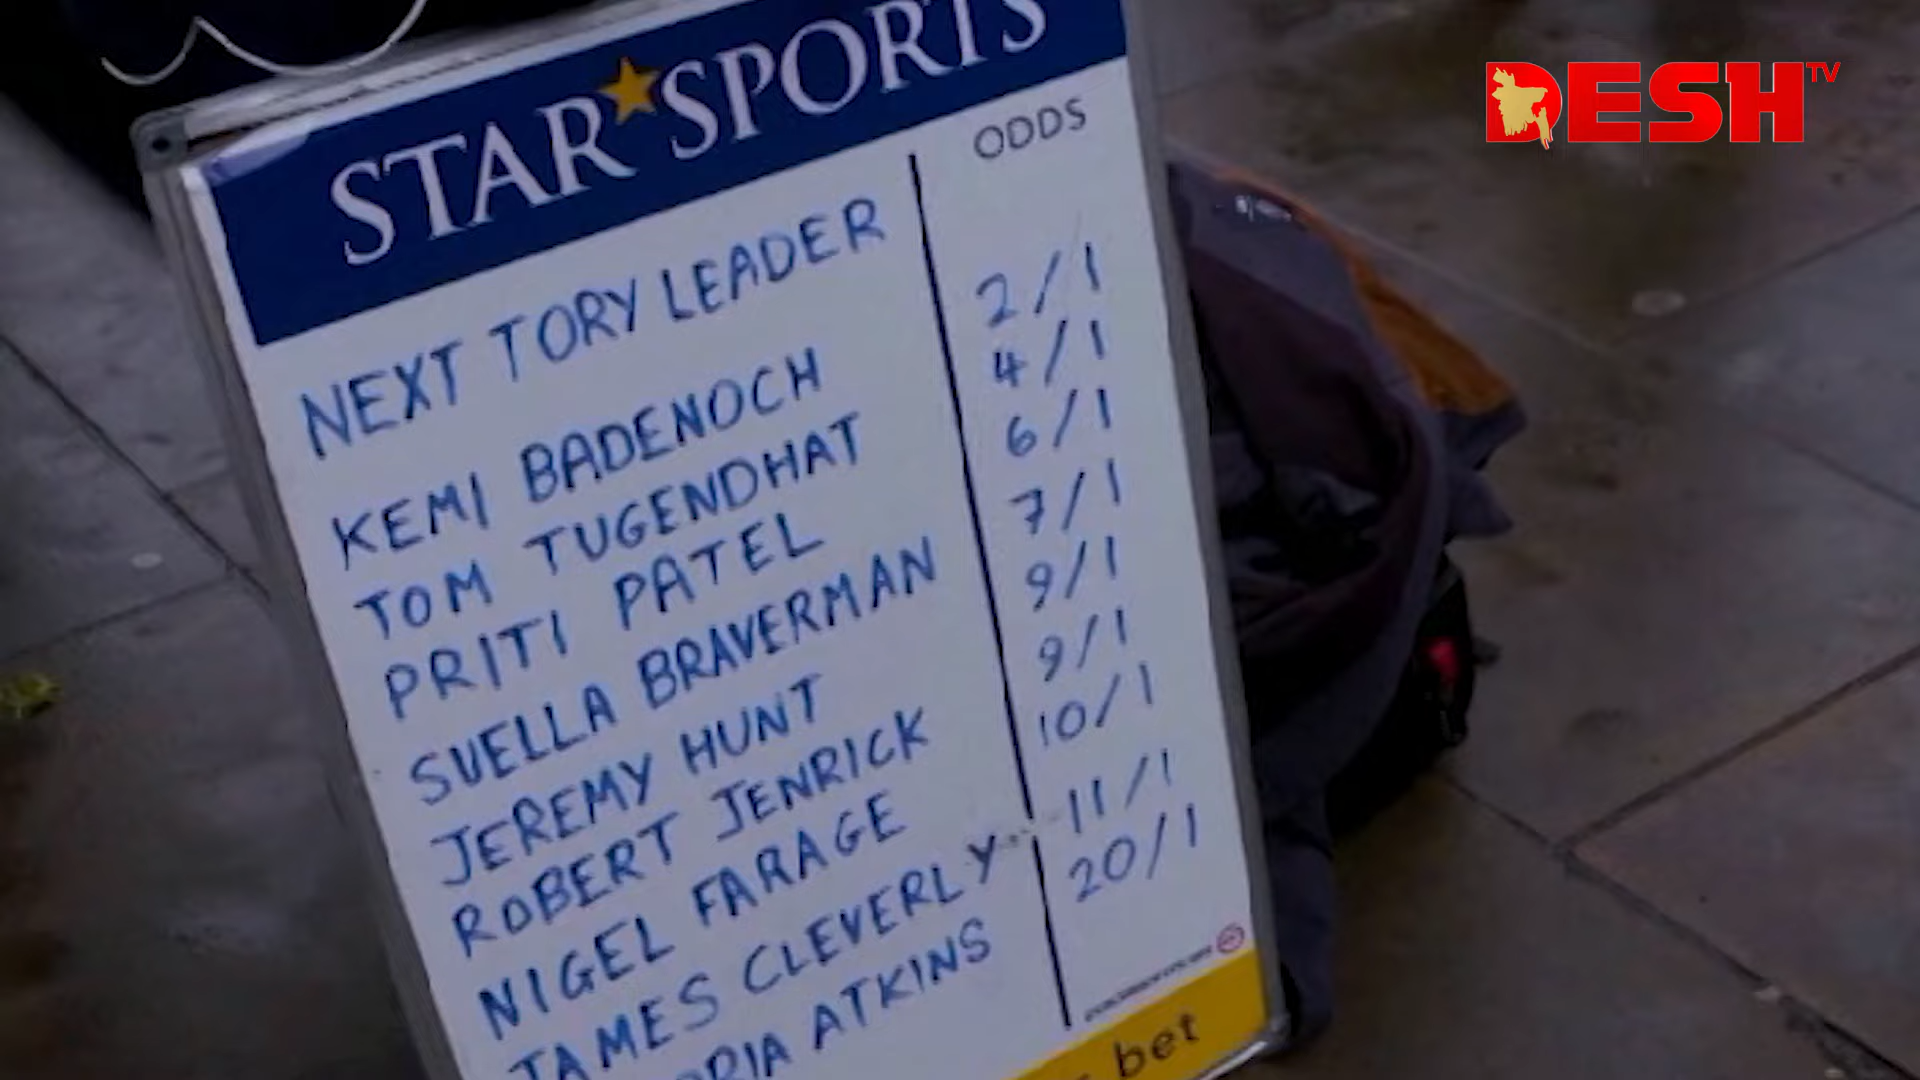 STAR SPORTS
DESH TV
ODDS
NEXT TORY LEADER
KEMI BADENOCH 2/1
TOM TUGENDHAT 4/1
PRITI PATEL 6/1
SUELLA BRAVERMAN 7/1
JEREMY HUNT 9/1
ROBERT JENRICK 9/1
NIGEL FARAGE 10/1
JAMES CLEVERLY 11/1
ATKINS 20/1
bet